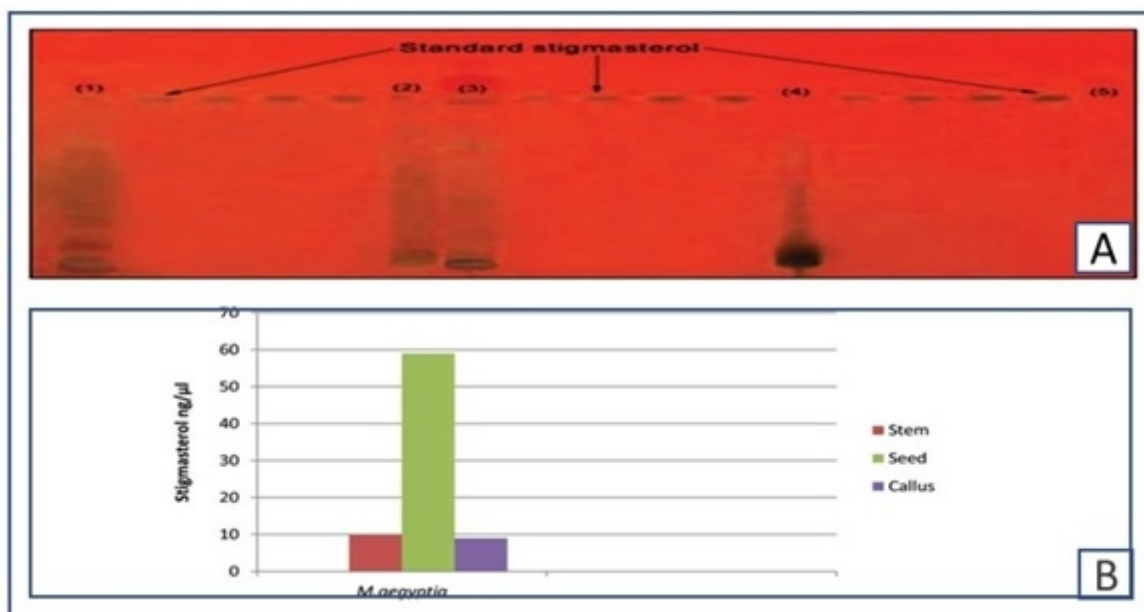 Standard stigmasterol
(1) (2) (3) (4) (5)
A
70
60
50
40
30
20
10
0
Stigmasterol ng/µl
M.aegyptia
Stem
Seed
Callus
B